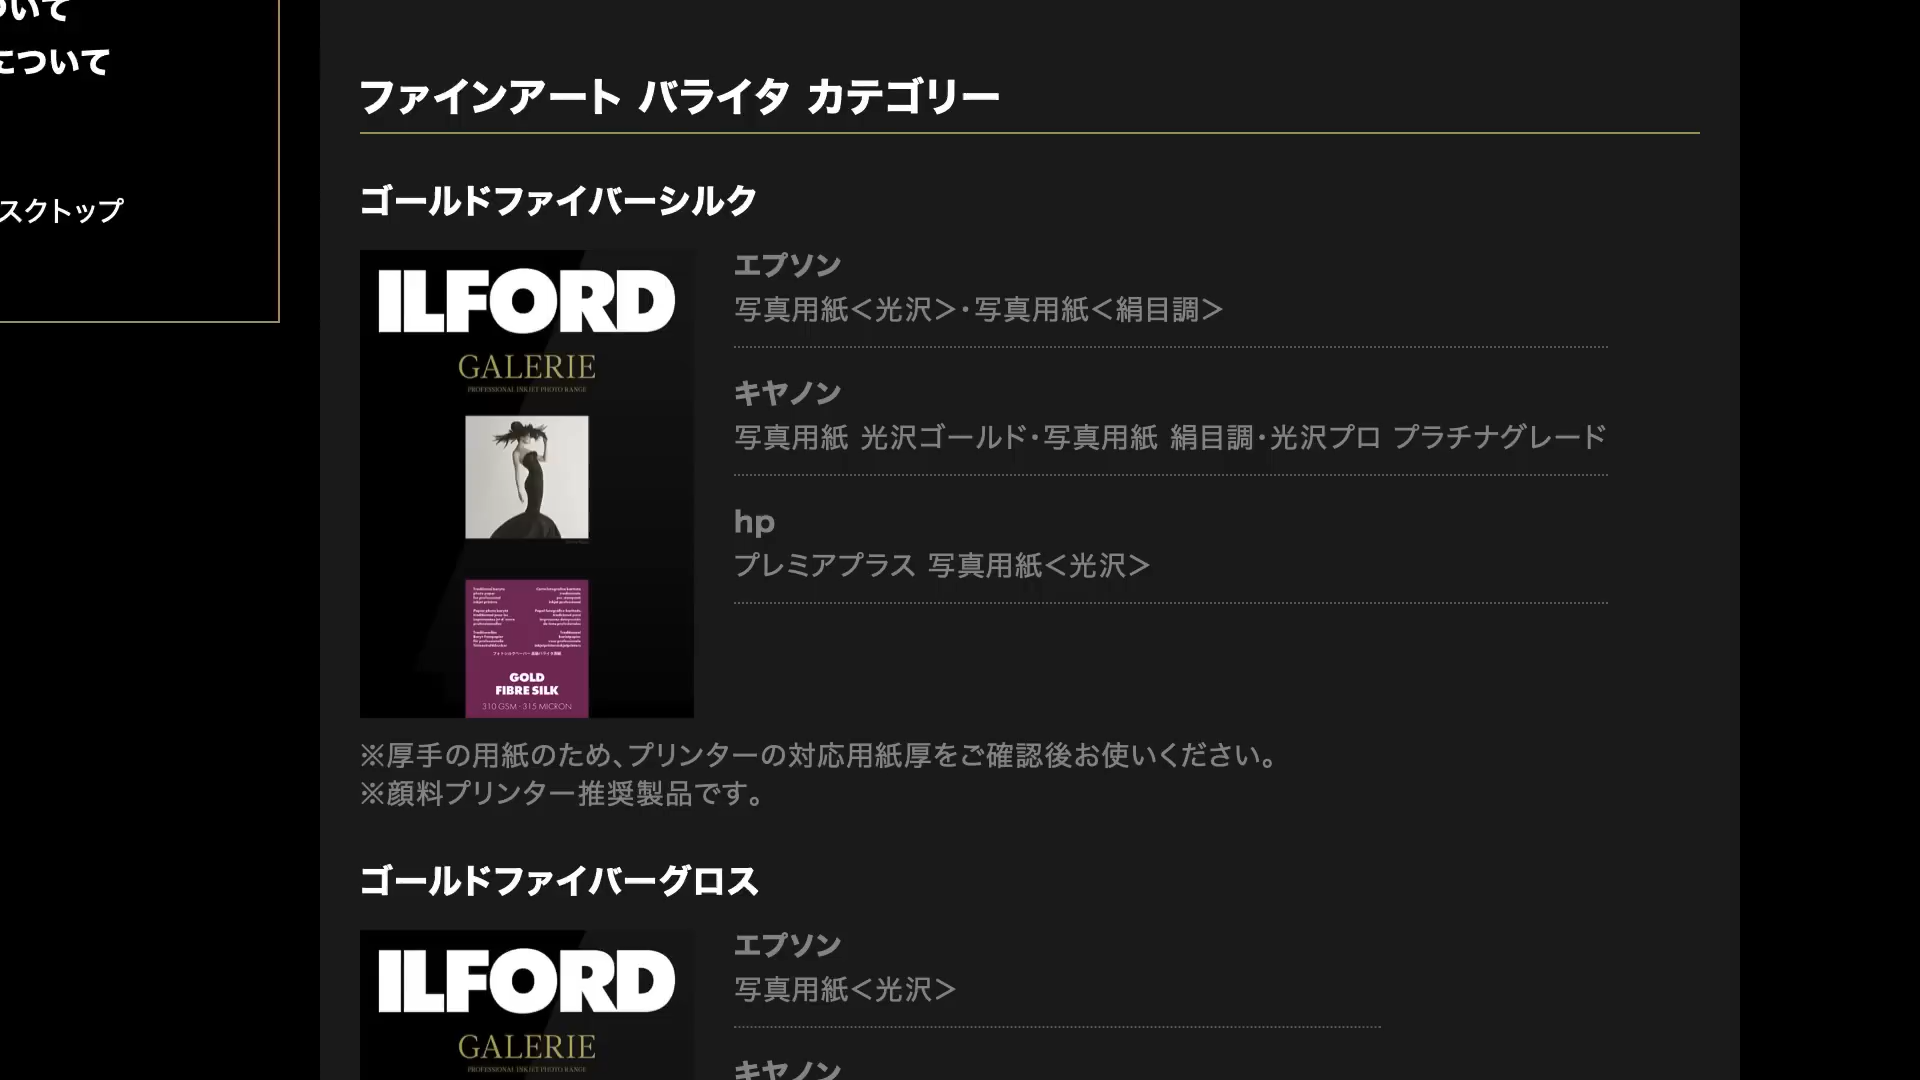 ついて
について
スクトップ
ファインアート バライタ カテゴリー
ゴールドファイバーシルク
ILFORD
GALERIE
PROFESSIONAL INKJET PHOTO RANGE
GOLD
FIBRE SILK
310 GSM - 315 MICRON
エプソン
写真用紙＜光沢＞・写真用紙＜絹目調＞
キヤノン
写真用紙 光沢ゴールド・写真用紙 絹目調・光沢プロ プラチナグレード
hp
プレミアプラス 写真用紙＜光沢＞
※厚手の用紙のため、プリンターの対応用紙厚をご確認後お使いください。
※顔料プリンター推奨製品です。
ゴールドファイバーグロス
ILFORD
GALERIE
PROFESSIONAL INKJET PHOTO RANGE
エプソン
写真用紙＜光沢＞
キヤノン